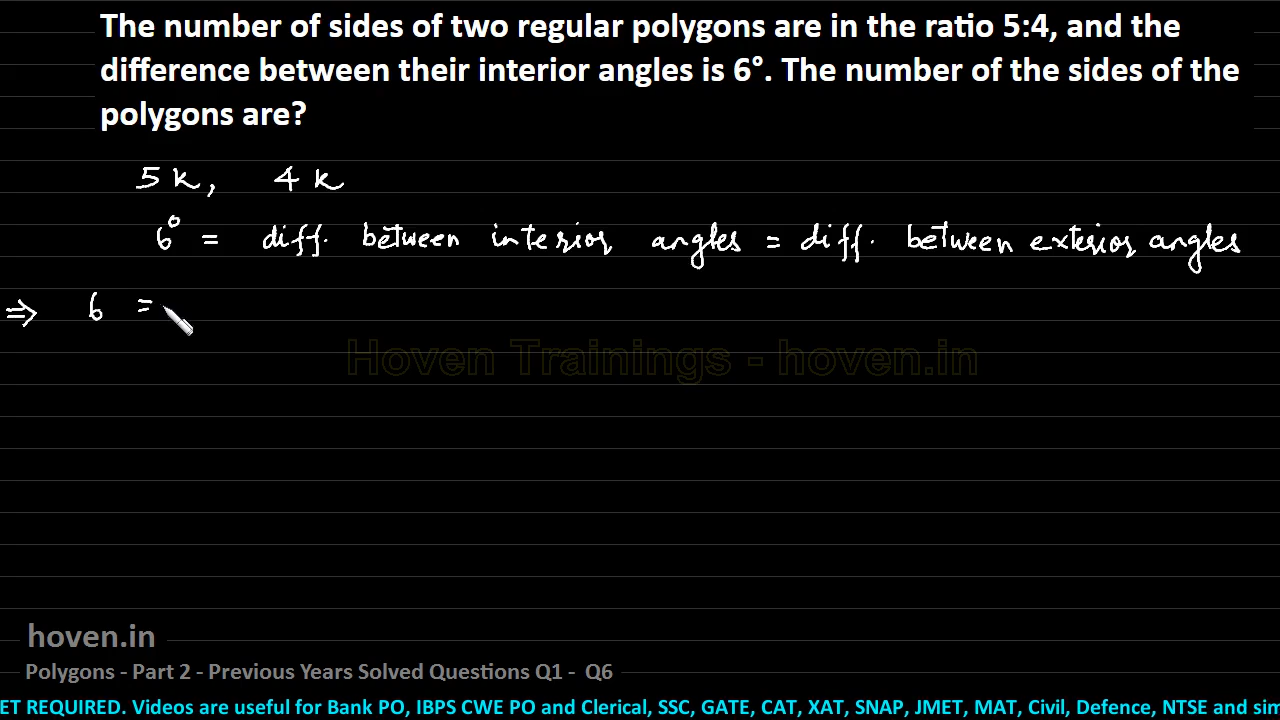 The number of sides of two regular polygons are in the ratio 5:4, and the
difference between their interior angles is 6°. The number of the sides of the
polygons are?
5k, 4k
6° = diff. between interior angles = diff. between exterior angles
⇒ 6 =
Hoven Trainings - hoven.in
hoven.in
Polygons - Part 2 - Previous Years Solved Questions Q1 - Q6
ET REQUIRED. Videos are useful for Bank PO, IBPS CWE PO and Clerical, SSC, GATE, CAT, XAT, SNAP, JMET, MAT, Civil, Defence, NTSE and sim